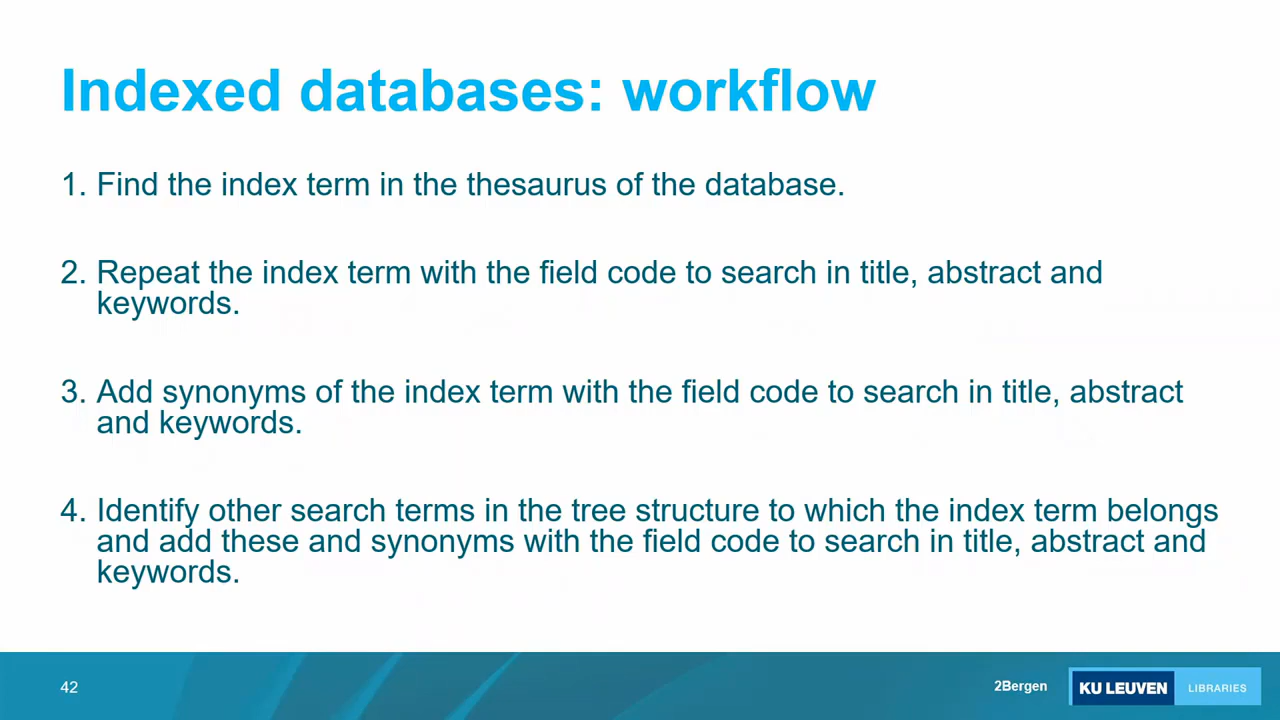 Indexed databases: workflow
1. Find the index term in the thesaurus of the database.
2. Repeat the index term with the field code to search in title, abstract and
keywords.
3. Add synonyms of the index term with the field code to search in title, abstract
and keywords.
4. Identify other search terms in the tree structure to which the index term belongs
and add these and synonyms with the field code to search in title, abstract and
keywords.
42
2Bergen
KU LEUVEN LIBRARIES